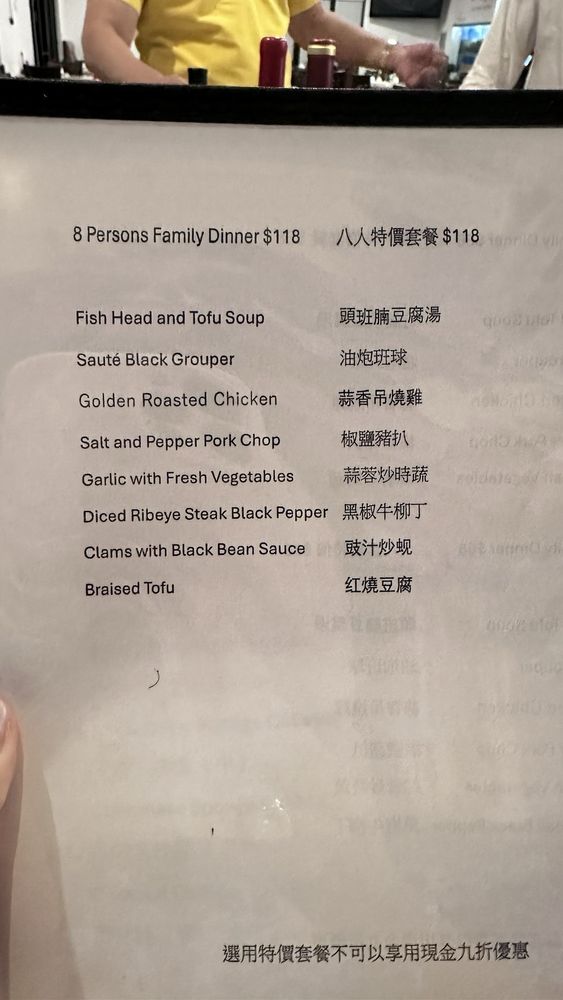 8 Persons Family Dinner $118 八人特價套餐 $118
Fish Head and Tofu Soup 頭班腩豆腐湯
Sauté Black Grouper 油炮班球
Golden Roasted Chicken 蒜香吊燒雞
Salt and Pepper Pork Chop 椒鹽豬扒
Garlic with Fresh Vegetables 蒜蓉炒時蔬
Diced Ribeye Steak Black Pepper 黑椒牛柳丁
Clams with Black Bean Sauce 豉汁炒蚬
Braised Tofu 红燒豆腐
選用特價套餐不可以享用現金九折優惠